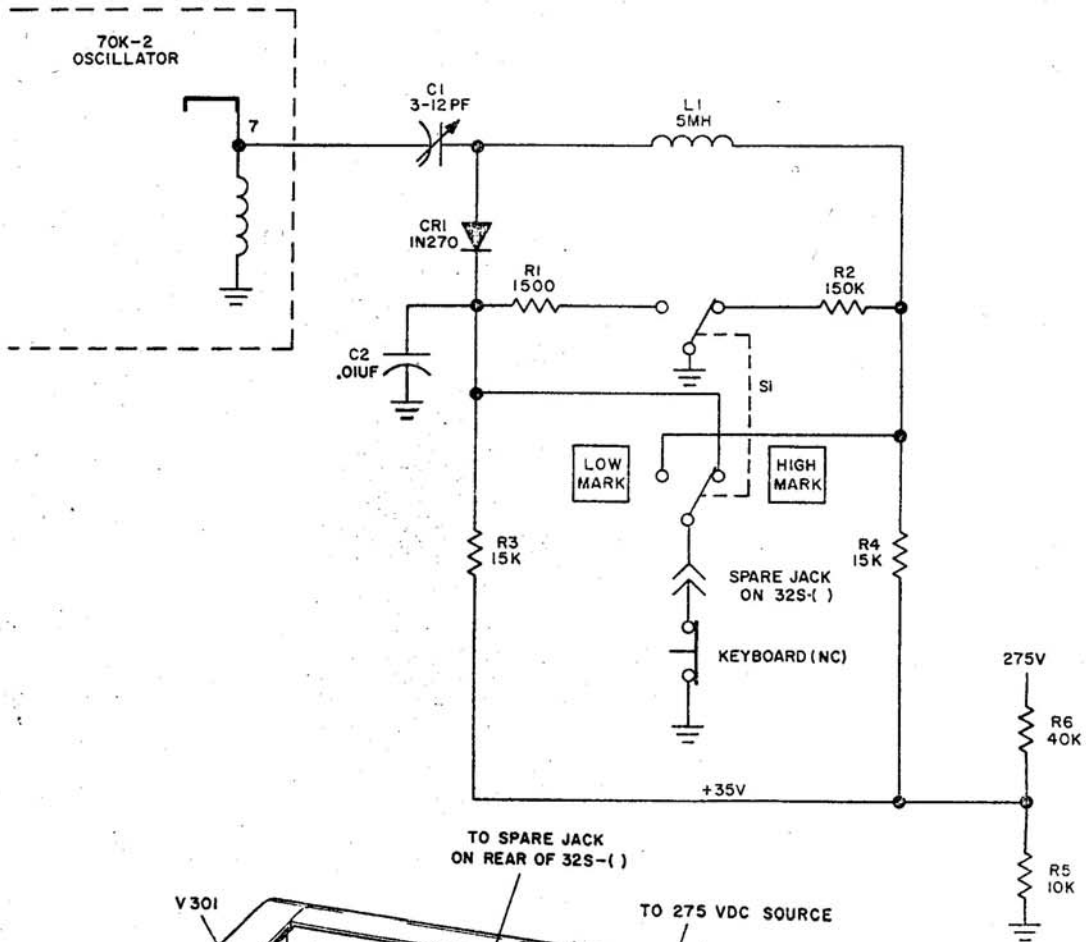 70K-2
OSCILLATOR
7
C1
3-12PF
L1
5MH
CR1
1N270
R1
1500
R2
150K
C2
.01UF
S1
LOW
MARK
HIGH
MARK
R3
15K
R4
15K
SPARE JACK
ON 32S-( )
KEYBOARD (NC)
275V
R6
40K
+35V
R5
10K
TO SPARE JACK
ON REAR OF 32S-( )
V301
TO 275 VDC SOURCE